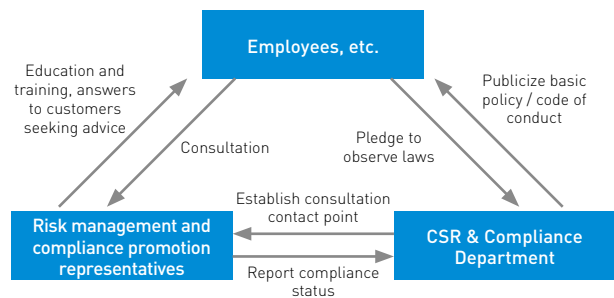 Employees, etc.
Education and
training, answers
to customers
seeking advice
Publicize basic
policy / code of
conduct
Consultation
Pledge to
observe laws
Establish consultation
contact point
Risk management and
compliance promotion
representatives
CSR & Compliance
Department
Report compliance
status